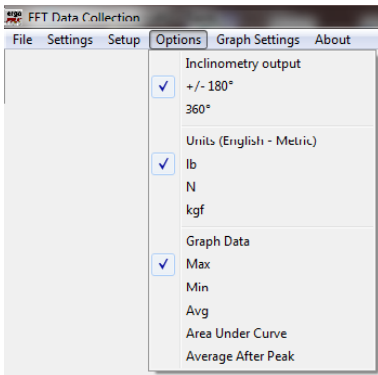 ergo FET Data Collection
File Settings Setup Options Graph Settings About
Inclinometry output
✓ +/- 180°
360°
Units (English - Metric)
✓ lb
N
kgf
Graph Data
✓ Max
Min
Avg
Area Under Curve
Average After Peak